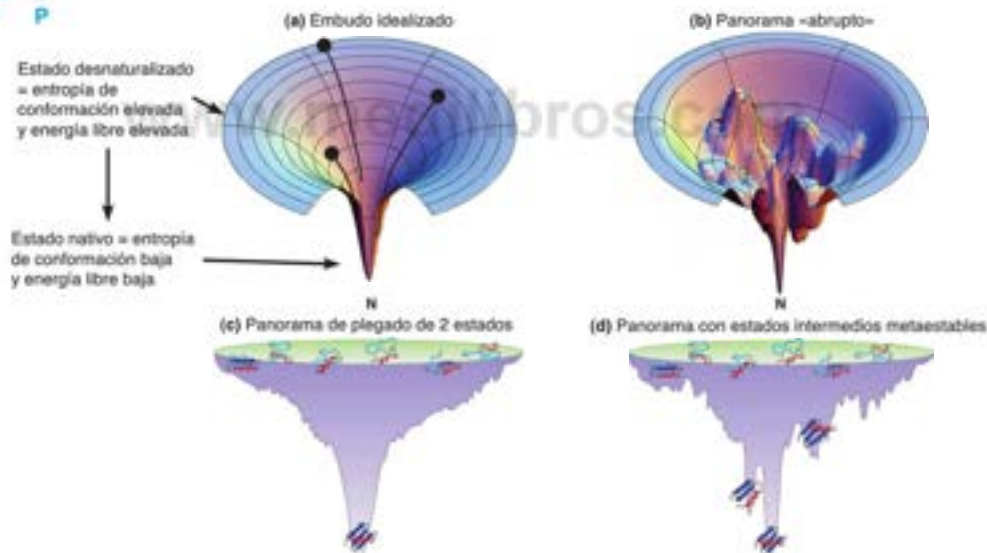 P
(a) Embudo idealizado
(b) Panorama «abrupto»
Estado desnaturalizado
= entropía de
conformación elevada
y energía libre elevada
Estado nativo = entropía
de conformación baja
y energía libre baja
N
N
(c) Panorama de plegado de 2 estados
(d) Panorama con estados intermedios metaestables